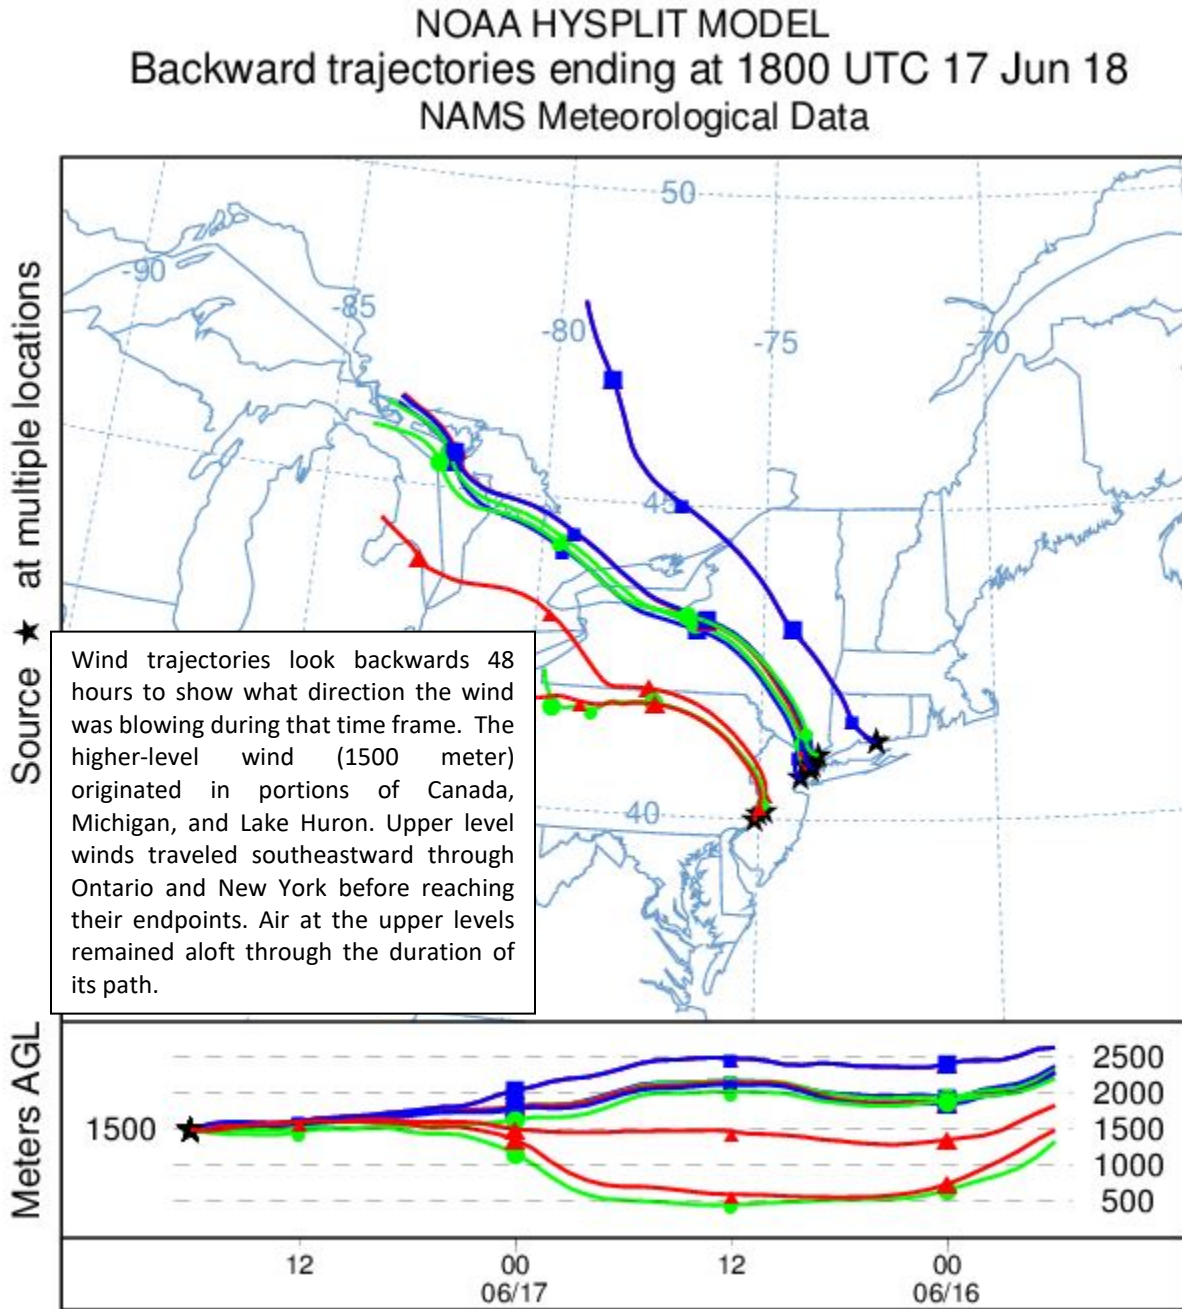 NOAA HYSPLIT MODEL
Backward trajectories ending at 1800 UTC 17 Jun 18
NAMS Meteorological Data
Source ★ at multiple locations
50
-90
-85
-80
-75
-70
45
40
Wind trajectories look backwards 48
hours to show what direction the wind
was blowing during that time frame. The
higher-level wind (1500 meter)
originated in portions of Canada,
Michigan, and Lake Huron. Upper level
winds traveled southeastward through
Ontario and New York before reaching
their endpoints. Air at the upper levels
remained aloft through the duration of
its path.
Meters AGL
1500
2500
2000
1500
1000
500
12 00 12 00
06/17 06/16